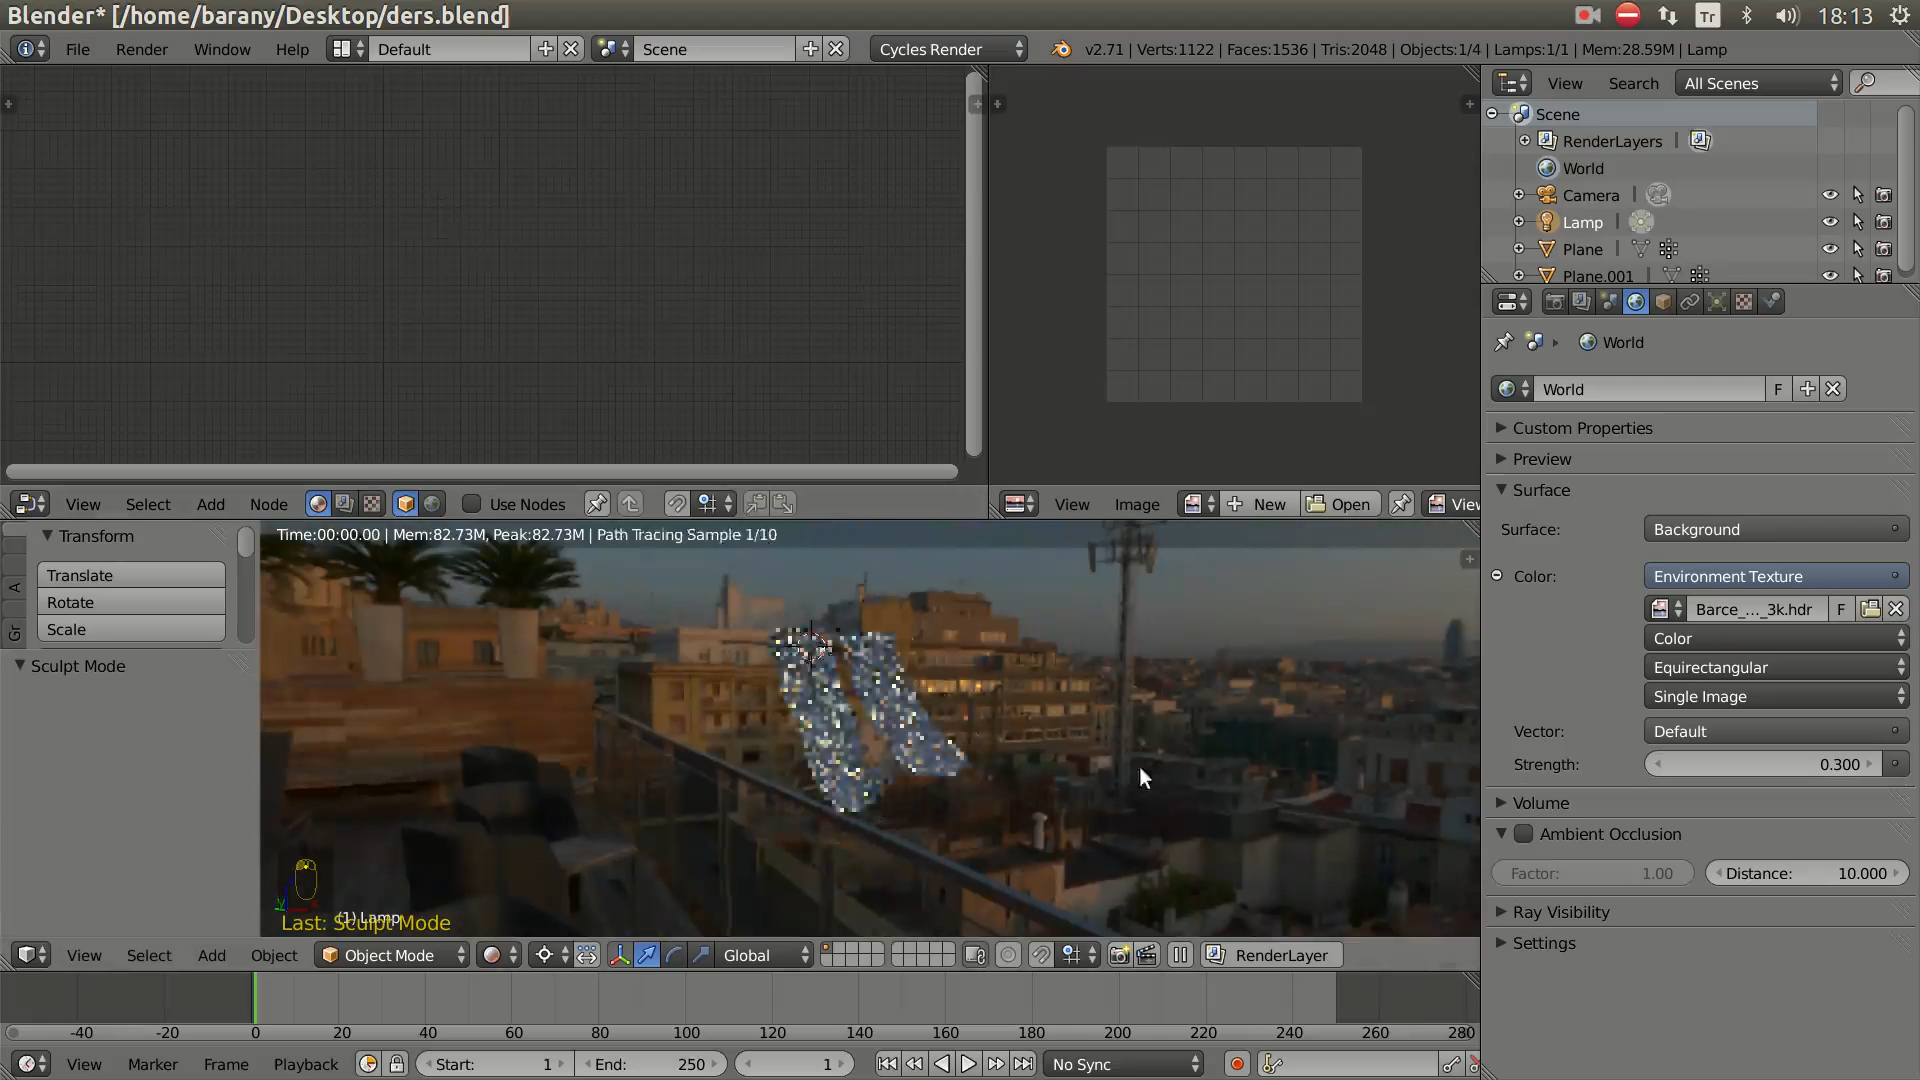 Blender* [/home/barany/Desktop/ders.blend]
Tr 18:13
File Render Window Help Default Scene Cycles Render v2.71 | Verts:1122 | Faces:1536 | Tris:2048 | Objects:1/4 | Lamps:1/1 | Mem:28.59M | Lamp
View Search All Scenes
Scene
RenderLayers |
World
Camera |
Lamp |
Plane |
Plane.001 |
World
World F
Custom Properties
Preview
Surface
Surface: Background
Color: Environment Texture
Barce_..._3k.hdr F
Color
Equirectangular
Single Image
Vector: Default
Strength: 0.300
Volume
Ambient Occlusion
Factor: 1.00 Distance: 10.000
Ray Visibility
Settings
View Select Add Node Use Nodes
View Image New Open View
Transform
Translate
Rotate
Scale
Sculpt Mode
A
Gr
Time:00:00.00 | Mem:82.73M, Peak:82.73M | Path Tracing Sample 1/10
(1) Lamp
Last: Sculpt Mode
View Select Add Object Object Mode Global RenderLayer
-40 -20 0 20 40 60 80 100 120 140 160 180 200 220 240 260 280
View Marker Frame Playback Start: 1 End: 250 1 No Sync